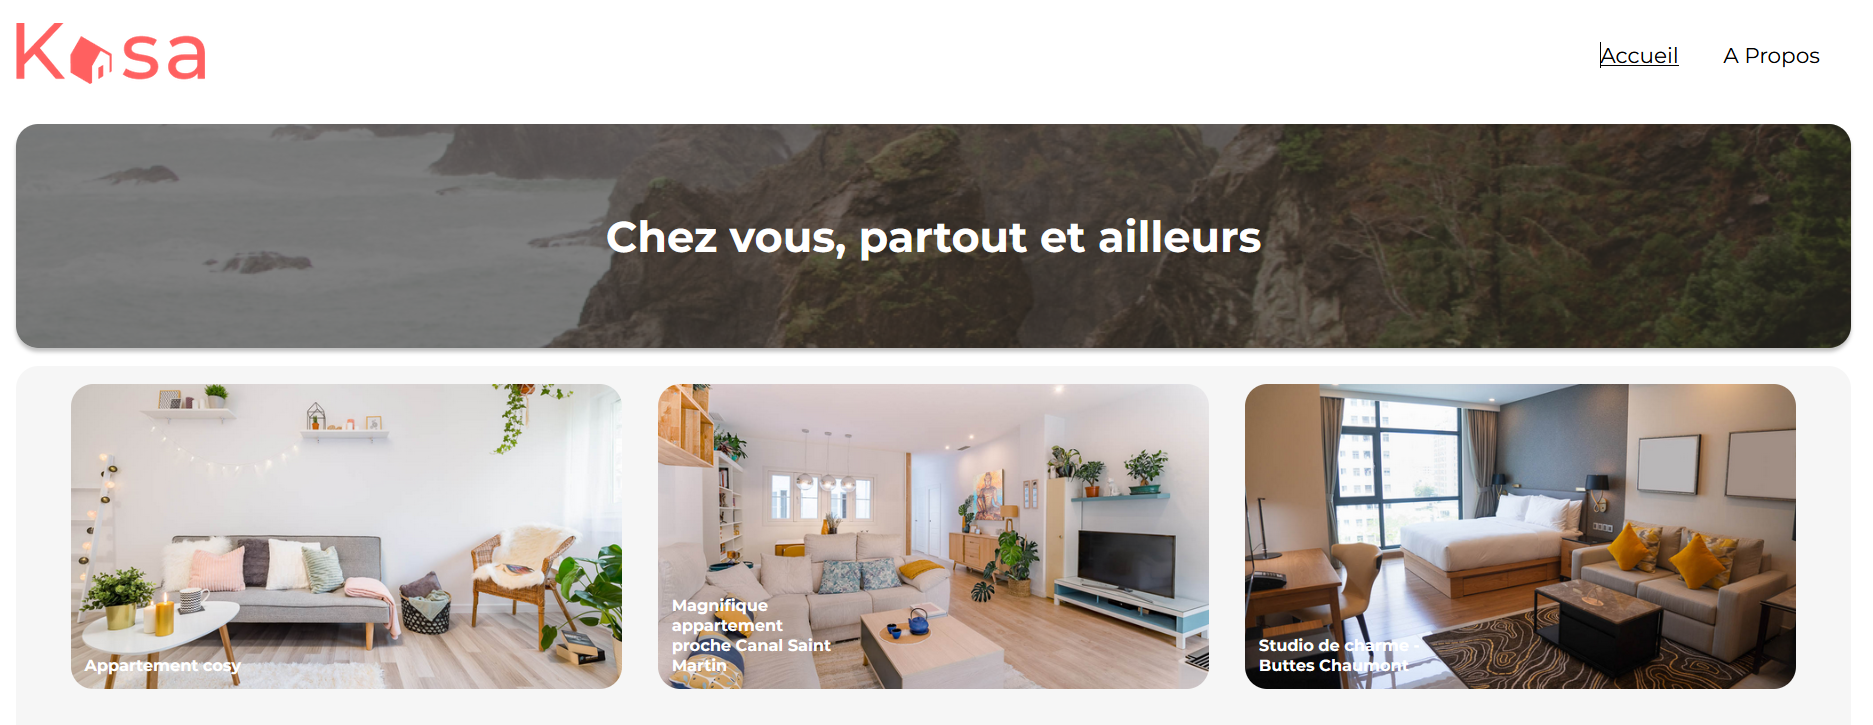 Kasa
Accueil
A Propos
Chez vous, partout et ailleurs
Appartement cosy
Magnifique
appartement
proche Canal Saint
Martin
Studio de charme -
Buttes Chaumont